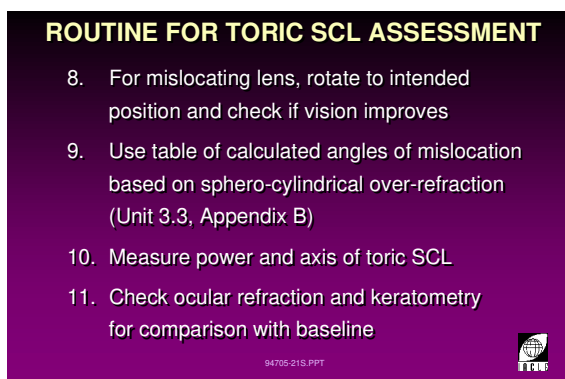 ROUTINE FOR TORIC SCL ASSESSMENT
8. For mislocating lens, rotate to intended
position and check if vision improves
9. Use table of calculated angles of mislocation
based on sphero-cylindrical over-refraction
(Unit 3.3, Appendix B)
10. Measure power and axis of toric SCL
11. Check ocular refraction and keratometry
for comparison with baseline
94705-21S.PPT
IACLE